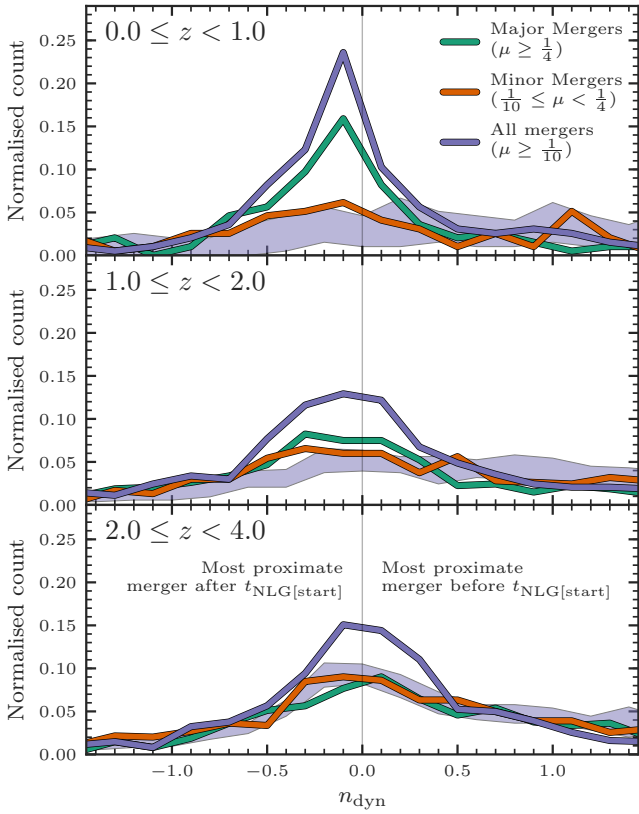 0.0 ≤ z < 1.0
Major Mergers
(μ ≥ 1/4)
Minor Mergers
(1/10 ≤ μ < 1/4)
All mergers
(μ ≥ 1/10)
Normalised count
0.25
0.20
0.15
0.10
0.05
0.00
1.0 ≤ z < 2.0
Normalised count
0.25
0.20
0.15
0.10
0.05
0.00
2.0 ≤ z < 4.0
Most proximate
merger after t_NLG[start]
Most proximate
merger before t_NLG[start]
Normalised count
0.25
0.20
0.15
0.10
0.05
0.00
−1.0 −0.5 0.0 0.5 1.0
n_dyn